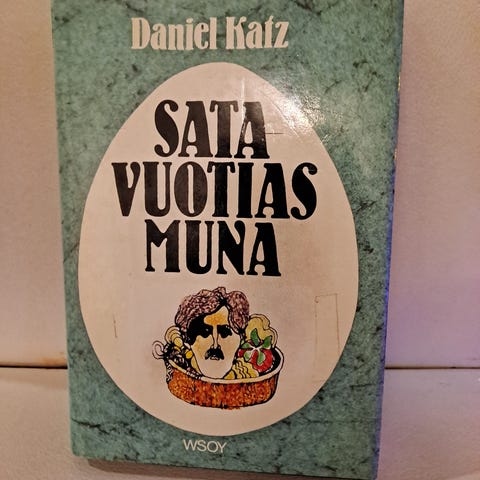 Daniel Katz
SATA-
VUOTIAS
MUNA
WSOY